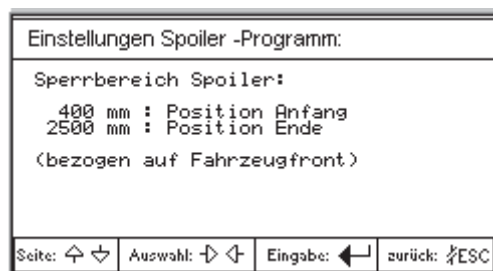 Einstellungen Spoiler -Programm:
Sperrbereich Spoiler:
400 mm : Position Anfang
2500 mm : Position Ende
(bezogen auf Fahrzeugfront)
Seite: Auswahl: Eingabe: zurück: ESC